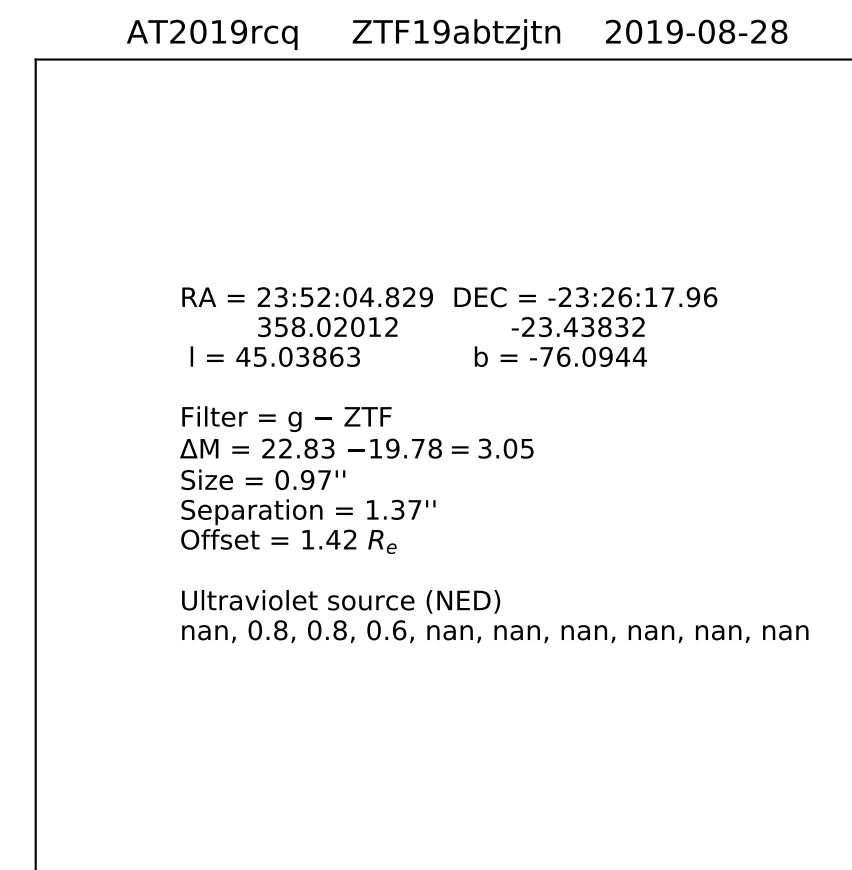 AT2019rcq ZTF19abtzjtn 2019-08-28
RA = 23:52:04.829 DEC = -23:26:17.96
358.02012 -23.43832
l = 45.03863 b = -76.0944
Filter = g − ZTF
ΔM = 22.83 −19.78 = 3.05
Size = 0.97''
Separation = 1.37''
Offset = 1.42 Re
Ultraviolet source (NED)
nan, 0.8, 0.8, 0.6, nan, nan, nan, nan, nan, nan